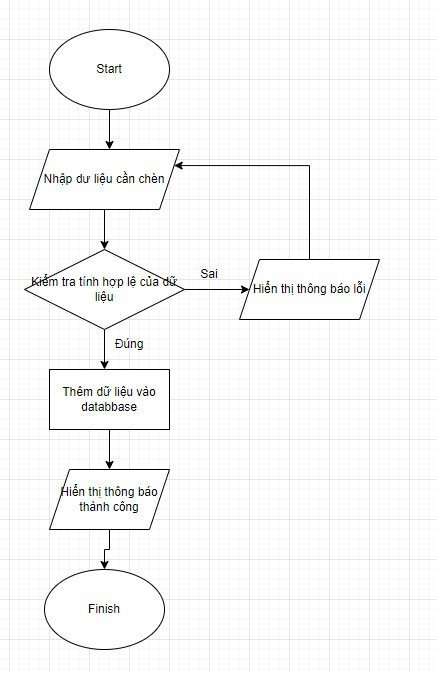 Start
Nhập dư liệu cần chèn
Kiểm tra tính hợp lệ của dữ
liệu
Sai
Hiển thị thông báo lỗi
Đúng
Thêm dữ liệu vào
databbase
Hiển thị thông báo
thành công
Finish